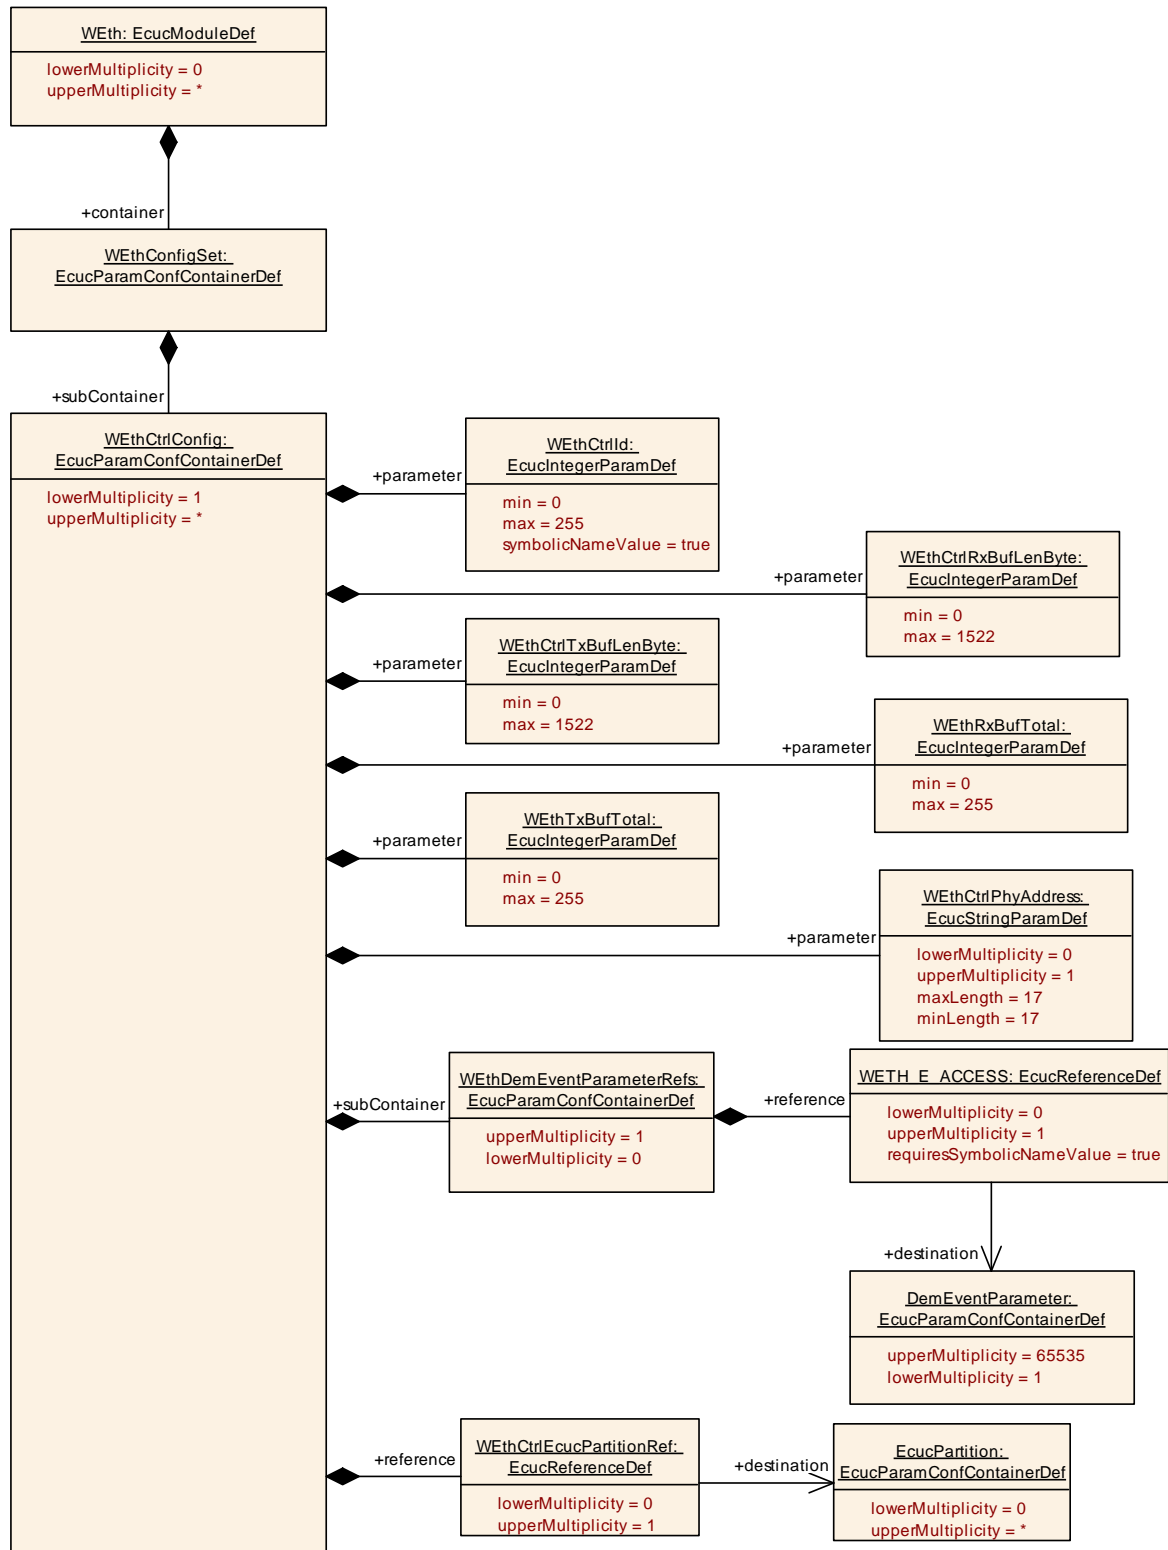 WEth: EcucModuleDef
lowerMultiplicity = 0
upperMultiplicity = *
+container
WEthConfigSet:
EcucParamConfContainerDef
+subContainer
WEthCtrlConfig:
EcucParamConfContainerDef
lowerMultiplicity = 1
upperMultiplicity = *
+parameter
WEthCtrlId:
EcucIntegerParamDef
min = 0
max = 255
symbolicNameValue = true
+parameter
WEthCtrlRxBufLenByte:
EcucIntegerParamDef
min = 0
max = 1522
+parameter
WEthCtrlTxBufLenByte:
EcucIntegerParamDef
min = 0
max = 1522
+parameter
WEthRxBufTotal:
EcucIntegerParamDef
min = 0
max = 255
+parameter
WEthTxBufTotal:
EcucIntegerParamDef
min = 0
max = 255
+parameter
WEthCtrlPhyAddress:
EcucStringParamDef
lowerMultiplicity = 0
upperMultiplicity = 1
maxLength = 17
minLength = 17
+subContainer
WEthDemEventParameterRefs:
EcucParamConfContainerDef
upperMultiplicity = 1
lowerMultiplicity = 0
+reference
WETH_E_ACCESS: EcucReferenceDef
lowerMultiplicity = 0
upperMultiplicity = 1
requiresSymbolicNameValue = true
+destination
DemEventParameter:
EcucParamConfContainerDef
upperMultiplicity = 65535
lowerMultiplicity = 1
+reference
WEthCtrlEcucPartitionRef:
EcucReferenceDef
lowerMultiplicity = 0
upperMultiplicity = 1
+destination
EcucPartition:
EcucParamConfContainerDef
lowerMultiplicity = 0
upperMultiplicity = *